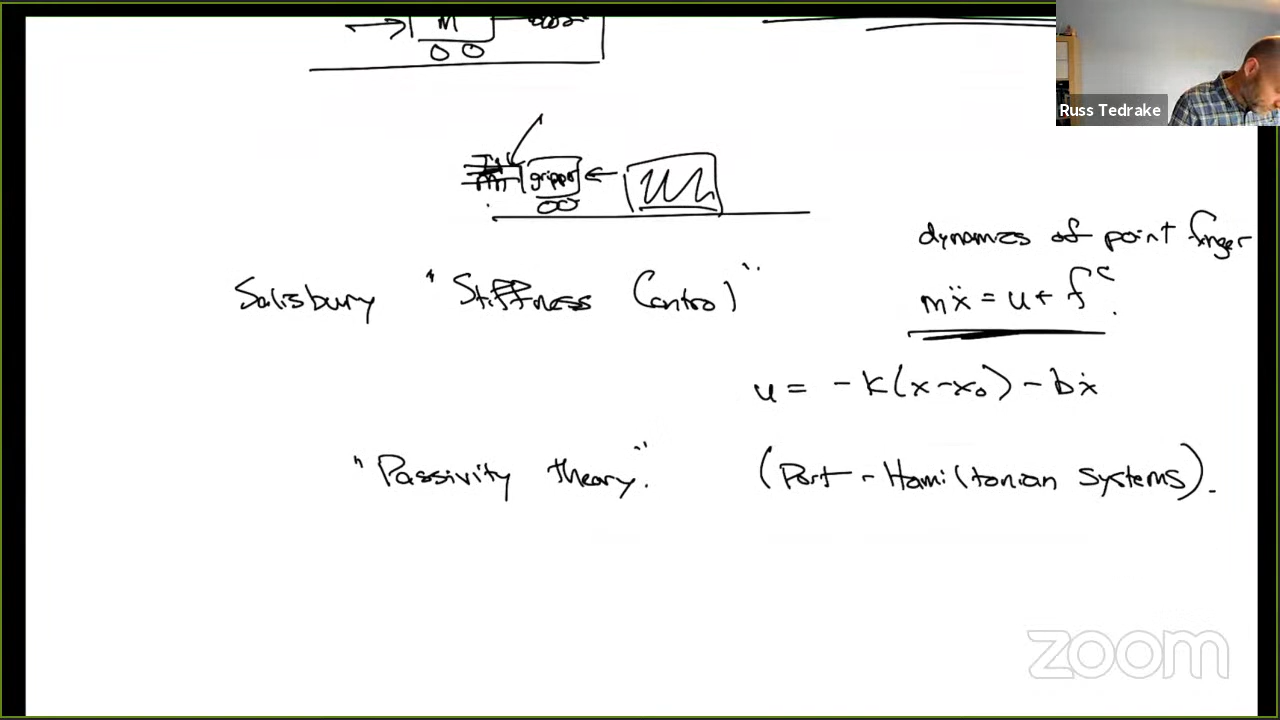 m
Russ Tedrake
gripper
dynamics of point finger
Salisbury "Stiffness Control"
mẍ = u + f^c.
u = -k(x-x₀) - bẋ
"Passivity theory". (Port-Hamiltonian systems).
zoom